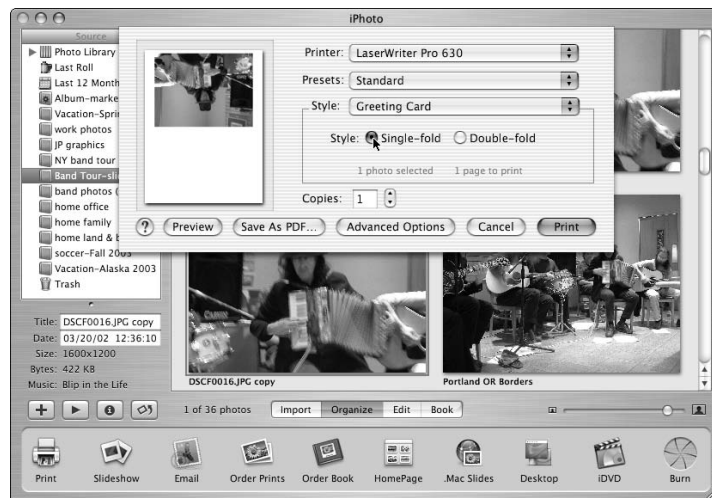 iPhoto
Source
Photo Library
Last Roll
Last 12 Month
Album-marke
Vacation-Sprin
work photos
JP graphics
NY band tour
Band Tour-sli
band photos (
home office
home family
home land & b
soccer-Fall 2003
Vacation-Alaska 2003
Trash
Printer: LaserWriter Pro 630
Presets: Standard
Style: Greeting Card
Style: Single-fold Double-fold
1 photo selected 1 page to print
Copies: 1
? Preview Save As PDF... Advanced Options Cancel Print
Title: DSCF0016.JPG copy
Date: 03/20/02 12:36:10
Size: 1600x1200
Bytes: 422 KB
Music: Blip in the Life
DSCF0016.JPG copy
Portland OR Borders
1 of 36 photos
Import Organize Edit Book
Print Slideshow Email Order Prints Order Book HomePage .Mac Slides Desktop iDVD Burn